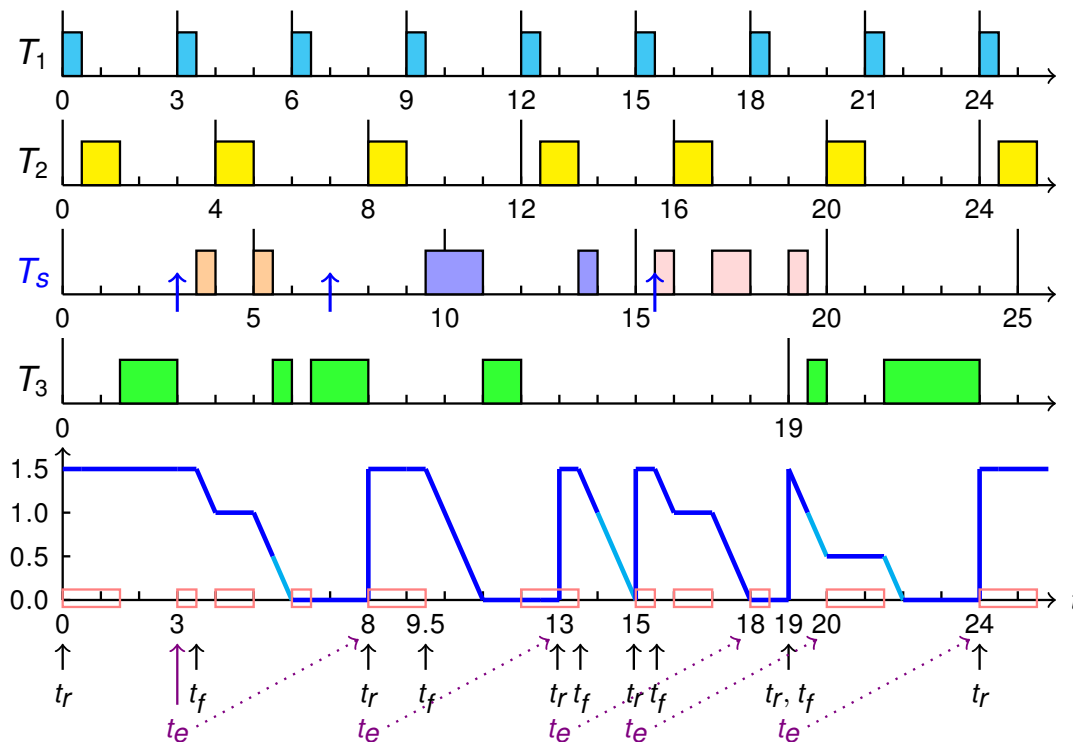 T1
0 3 6 9 12 15 18 21 24
T2
0 4 8 12 16 20 24
Ts
0 5 10 15 20 25
T3
0 19
1.5
1.0
0.5
0.0
0 3 8 9.5 13 15 18 19 20 24
tr tf tr tf tr tf tr tf tr, tf tr
te te te te te